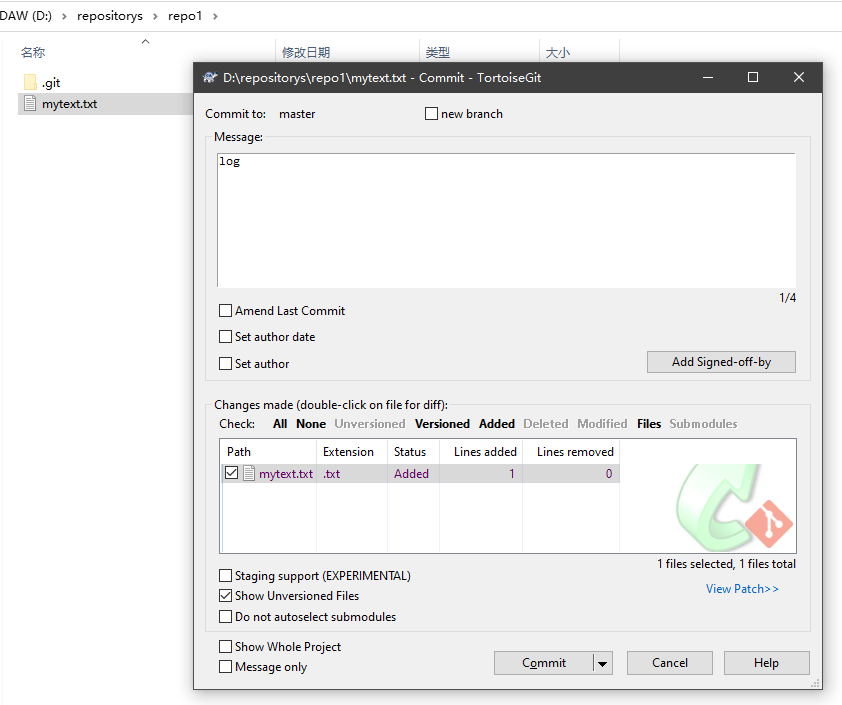 DAW (D:) > repositorys > repo1 >
名称 修改日期 类型 大小
.git
mytext.txt
D:\repositorys\repo1\mytext.txt - Commit - TortoiseGit
Commit to: master new branch
Message:
log
1/4
Amend Last Commit
Set author date
Set author
Add Signed-off-by
Changes made (double-click on file for diff):
Check: All None Unversioned Versioned Added Deleted Modified Files Submodules
Path Extension Status Lines added Lines removed
mytext.txt .txt Added 1 0
1 files selected, 1 files total
View Patch>>
Staging support (EXPERIMENTAL)
Show Unversioned Files
Do not autoselect submodules
Show Whole Project
Message only
Commit Cancel Help